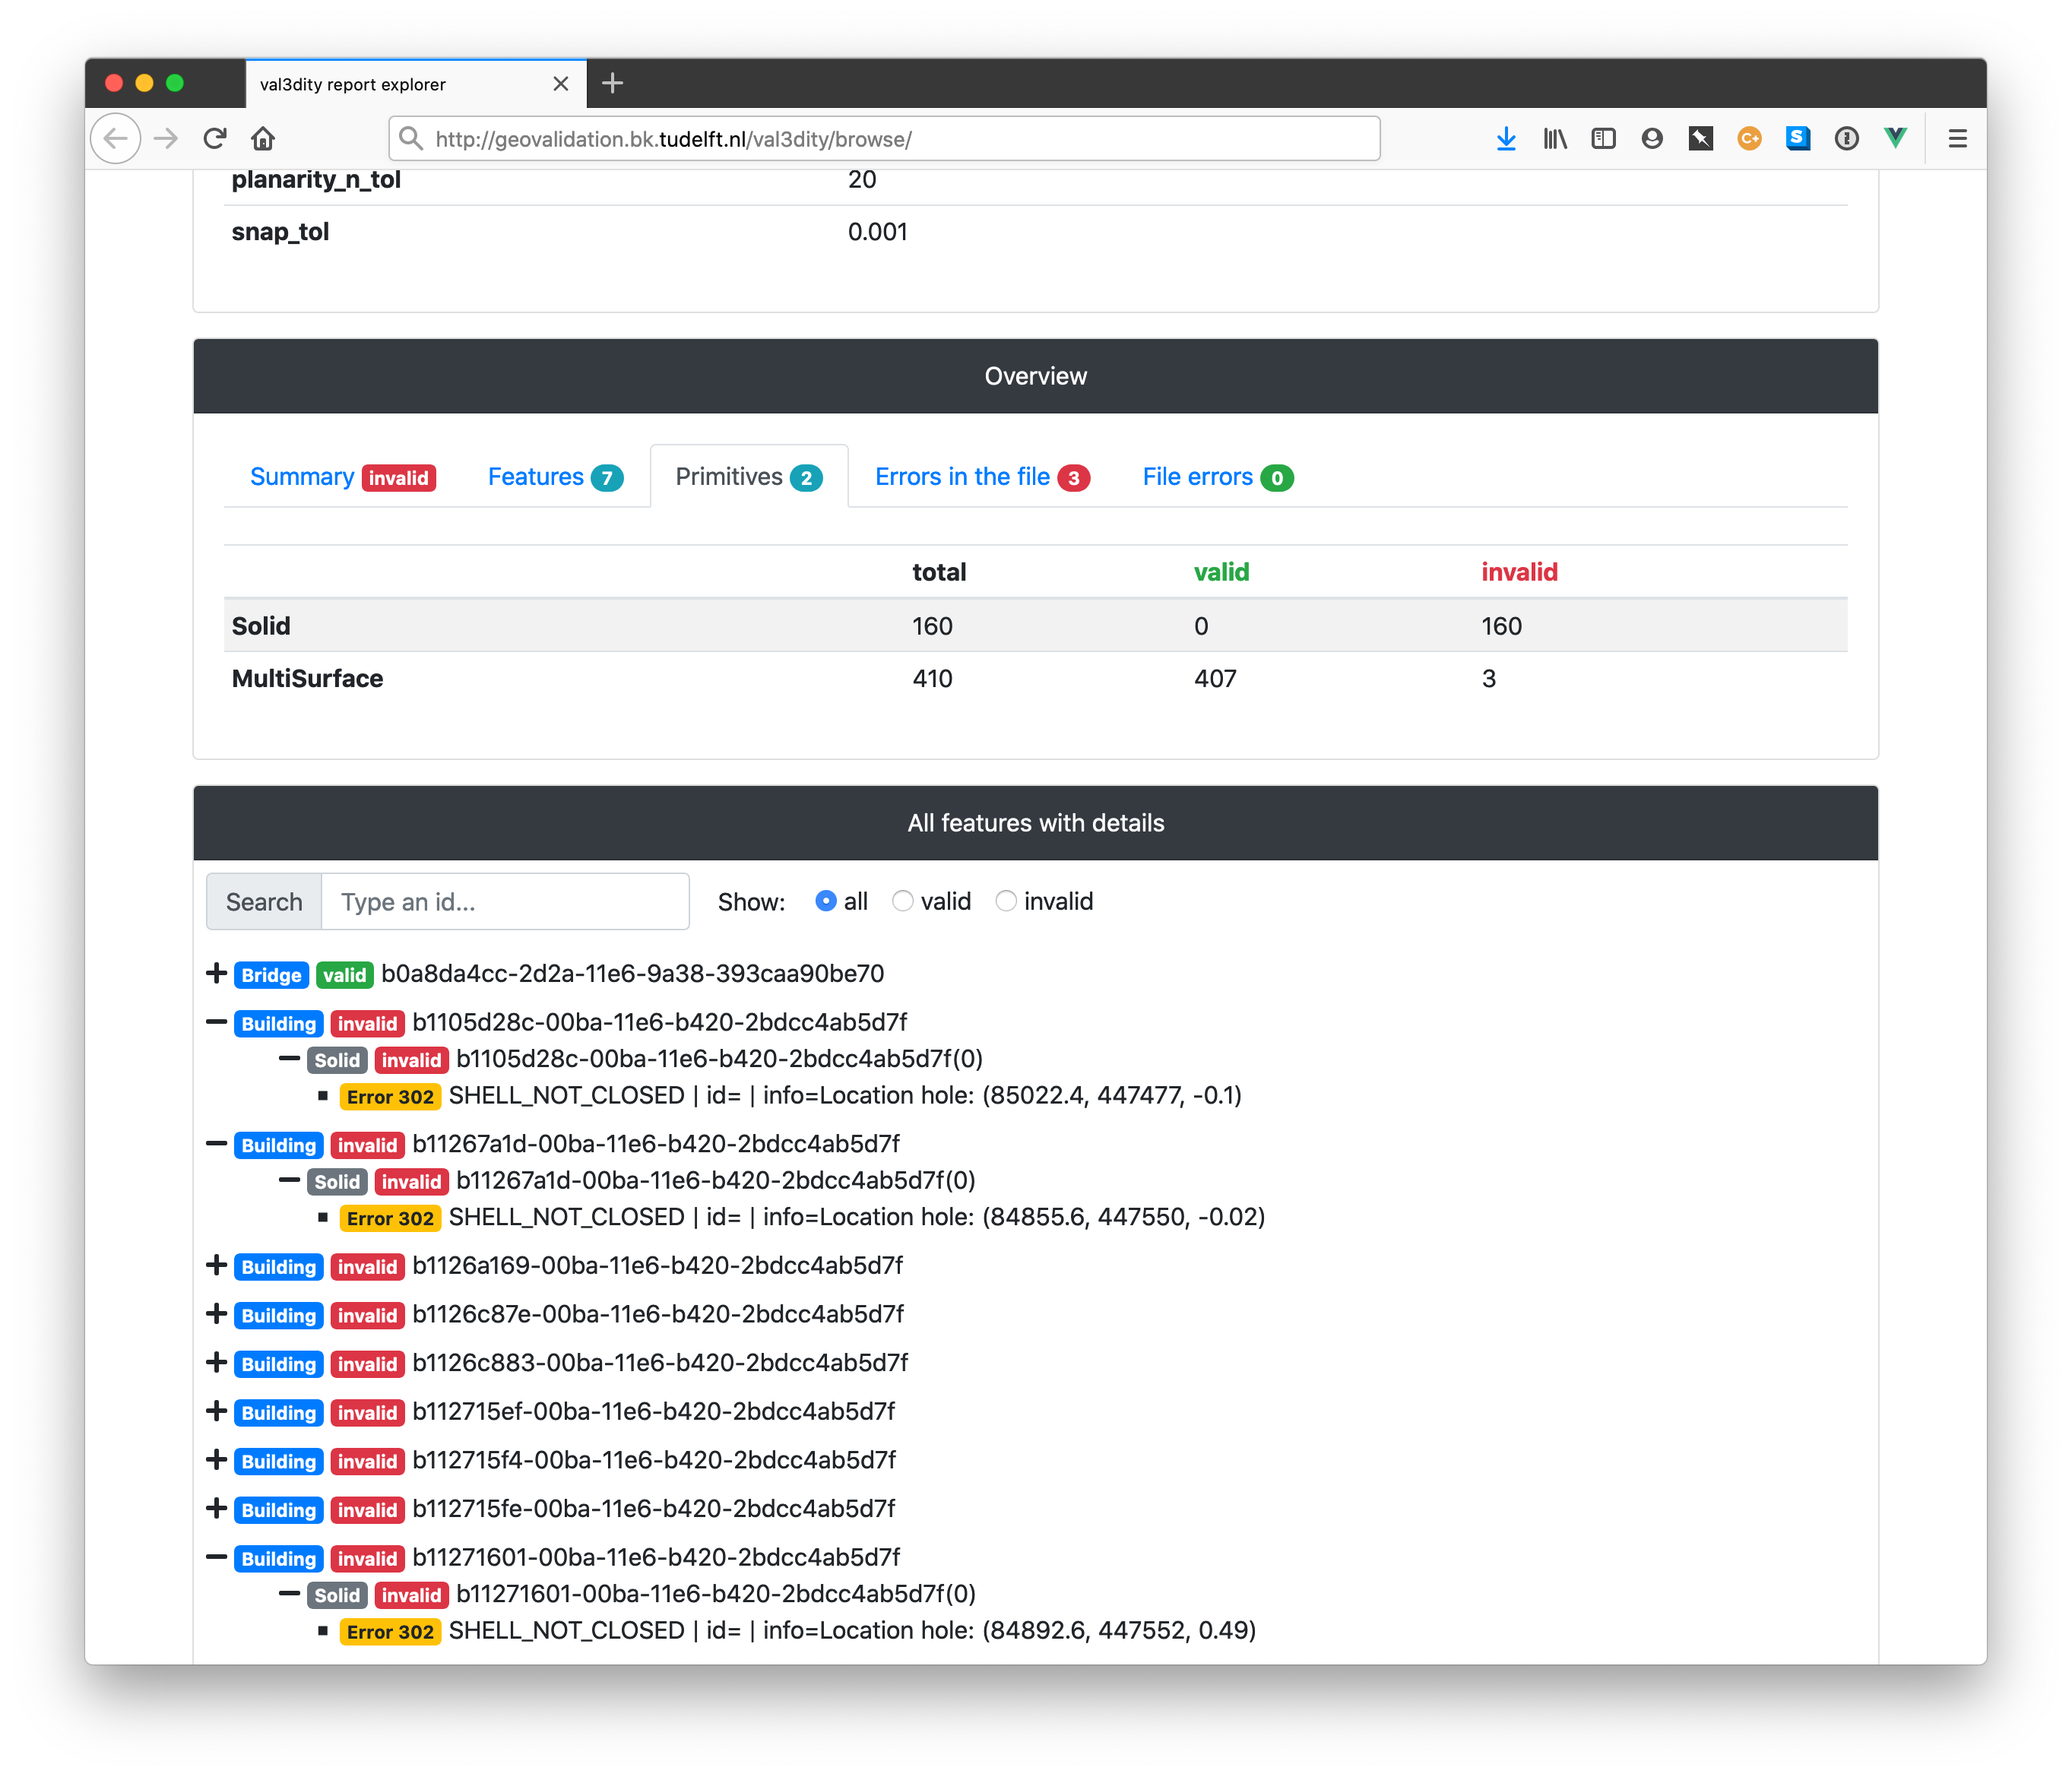 val3dity report explorer
http://geovalidation.bk.tudelft.nl/val3dity/browse/
planarity_n_tol 20
snap_tol 0.001
Overview
Summary invalid Features 7 Primitives 2 Errors in the file 3 File errors 0
total valid invalid
Solid 160 0 160
MultiSurface 410 407 3
All features with details
Search Type an id... Show: all valid invalid
Bridge valid b0a8da4cc-2d2a-11e6-9a38-393caa90be70
Building invalid b1105d28c-00ba-11e6-b420-2bdcc4ab5d7f
Solid invalid b1105d28c-00ba-11e6-b420-2bdcc4ab5d7f(0)
Error 302 SHELL_NOT_CLOSED | id= | info=Location hole: (85022.4, 447477, -0.1)
Building invalid b11267a1d-00ba-11e6-b420-2bdcc4ab5d7f
Solid invalid b11267a1d-00ba-11e6-b420-2bdcc4ab5d7f(0)
Error 302 SHELL_NOT_CLOSED | id= | info=Location hole: (84855.6, 447550, -0.02)
Building invalid b1126a169-00ba-11e6-b420-2bdcc4ab5d7f
Building invalid b1126c87e-00ba-11e6-b420-2bdcc4ab5d7f
Building invalid b1126c883-00ba-11e6-b420-2bdcc4ab5d7f
Building invalid b112715ef-00ba-11e6-b420-2bdcc4ab5d7f
Building invalid b112715f4-00ba-11e6-b420-2bdcc4ab5d7f
Building invalid b112715fe-00ba-11e6-b420-2bdcc4ab5d7f
Building invalid b11271601-00ba-11e6-b420-2bdcc4ab5d7f
Solid invalid b11271601-00ba-11e6-b420-2bdcc4ab5d7f(0)
Error 302 SHELL_NOT_CLOSED | id= | info=Location hole: (84892.6, 447552, 0.49)